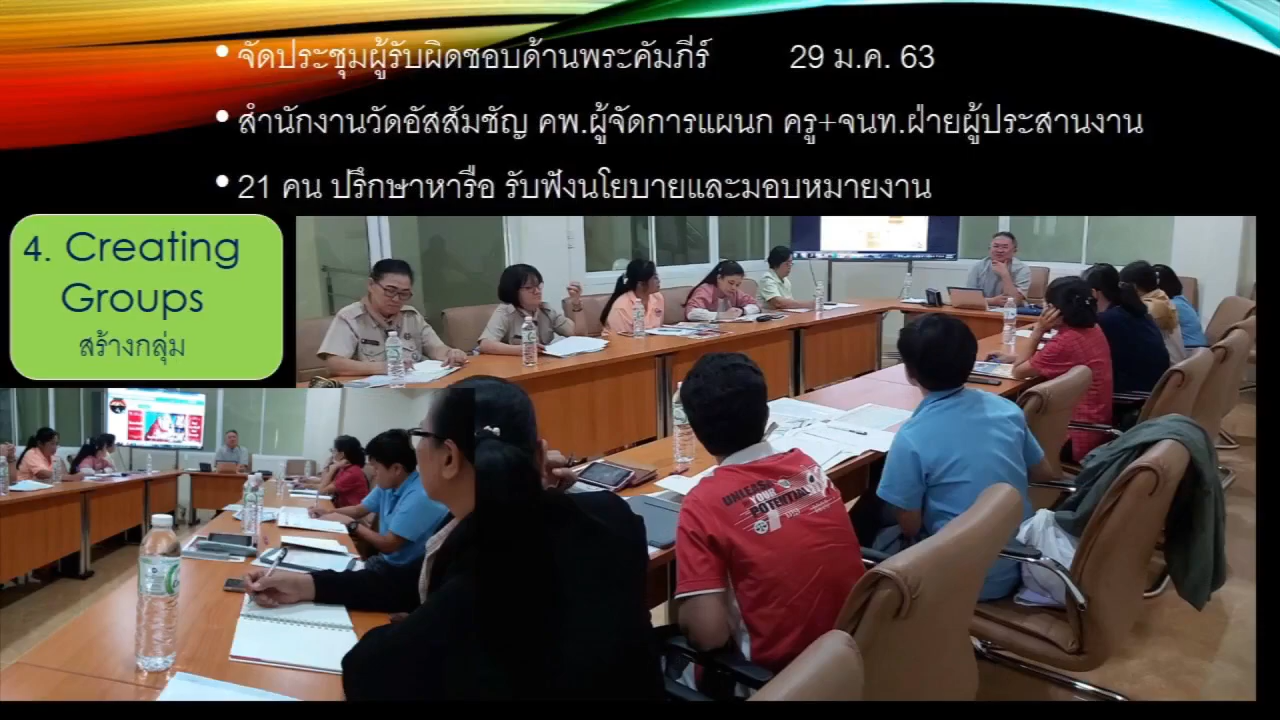 • จัดประชุมผู้รับผิดชอบด้านพระคัมภีร์ 29 ม.ค. 63
• สำนักงานวัดอัสสัมชัญ คพ.ผู้จัดการแผนก ครู+จนท.ฝ่ายผู้ประสานงาน
• 21 คน ปรึกษาหารือ รับฟังนโยบายและมอบหมายงาน
4. Creating
Groups
สร้างกลุ่ม
UNLEASH
YOUR
POTENTIAL